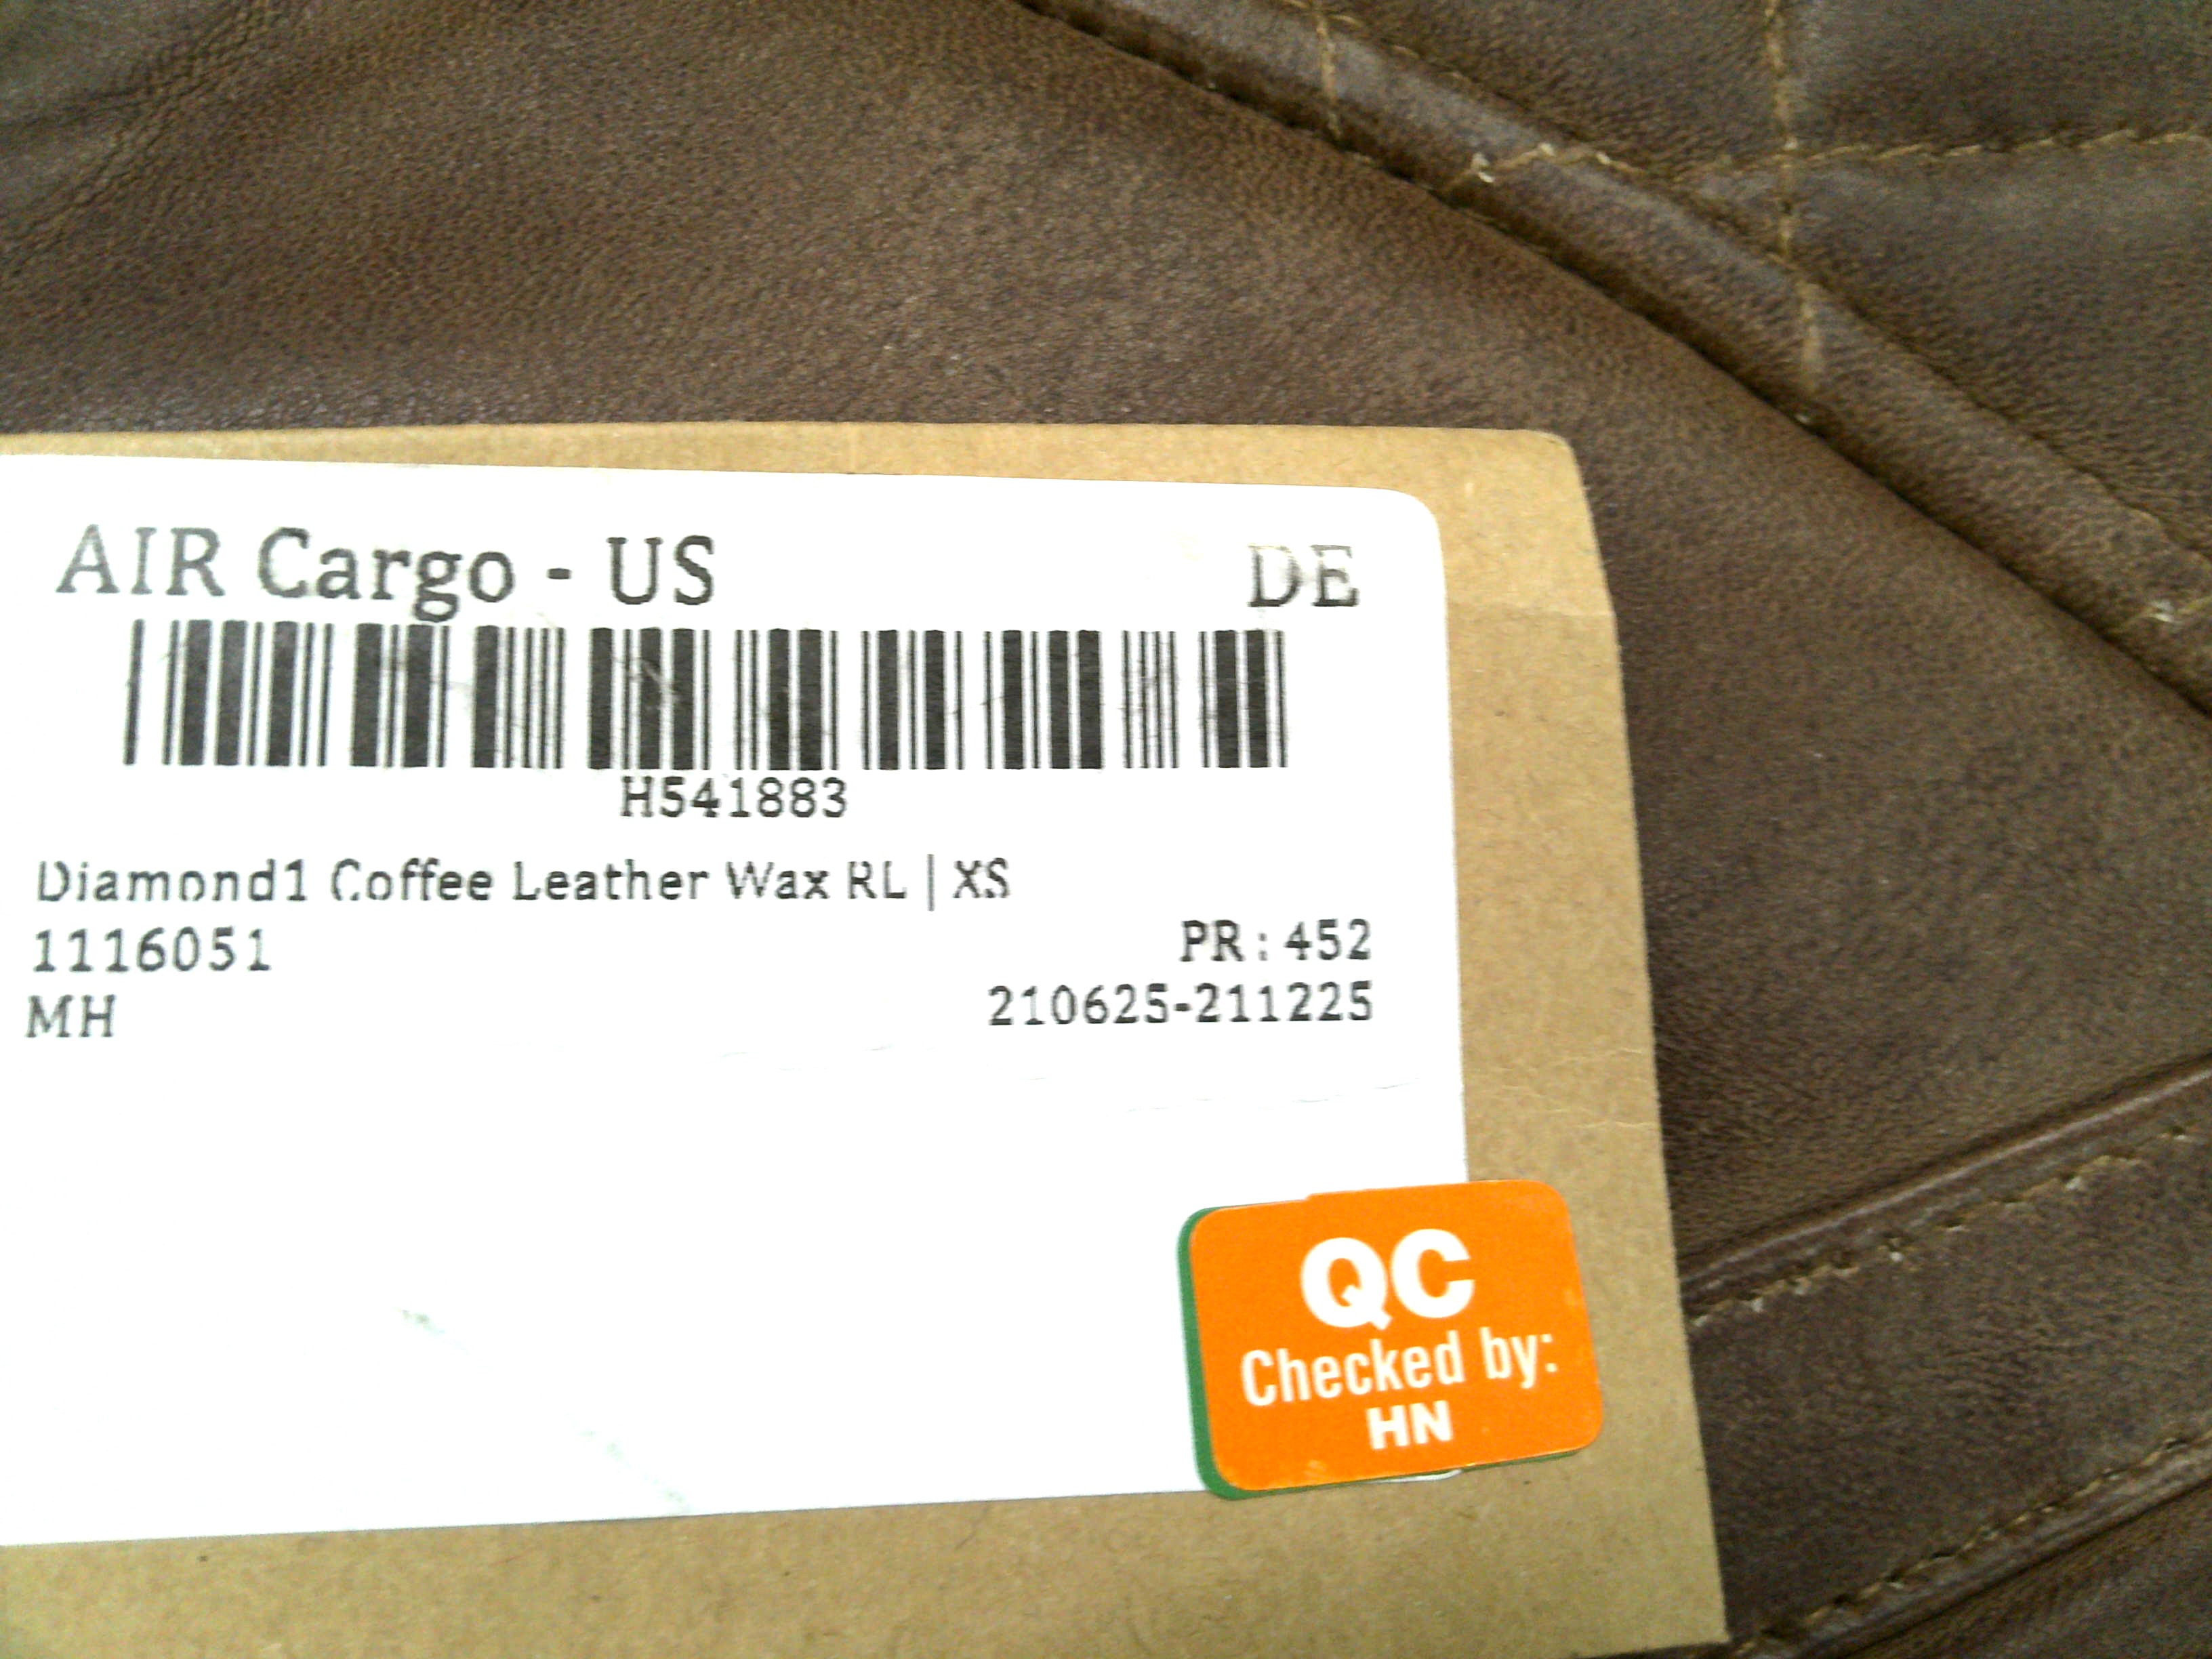 AIR Cargo - US DE
H541883
Diamond1 Coffee Leather Wax RL | XS
1116051 PR : 452
MH 210625-211225
QC
Checked by:
HN